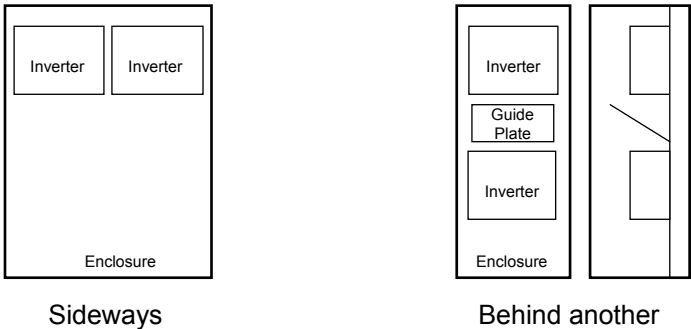 Inverter
Inverter
Enclosure
Inverter
Guide
Plate
Inverter
Enclosure
Sideways
Behind another